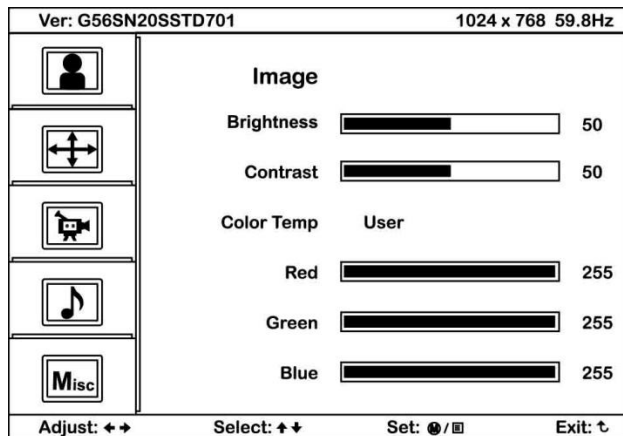 Ver: G56SN20SSTD701 1024 x 768 59.8Hz
Image
Brightness 50
Contrast 50
Color Temp User
Red 255
Green 255
Blue 255
Misc
Adjust: Select: Set: M/ Exit: